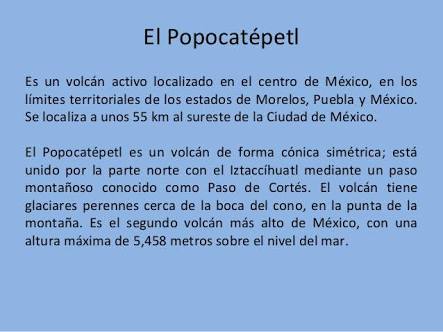 El Popocatépetl
Es un volcán activo localizado en el centro de México, en los
límites territoriales de los estados de Morelos, Puebla y México.
Se localiza a unos 55 km al sureste de la Ciudad de México.
El Popocatépetl es un volcán de forma cónica simétrica; está
unido por la parte norte con el Iztaccíhuatl mediante un paso
montañoso conocido como Paso de Cortés. El volcán tiene
glaciares perennes cerca de la boca del cono, en la punta de la
montaña. Es el segundo volcán más alto de México, con una
altura máxima de 5,458 metros sobre el nivel del mar.